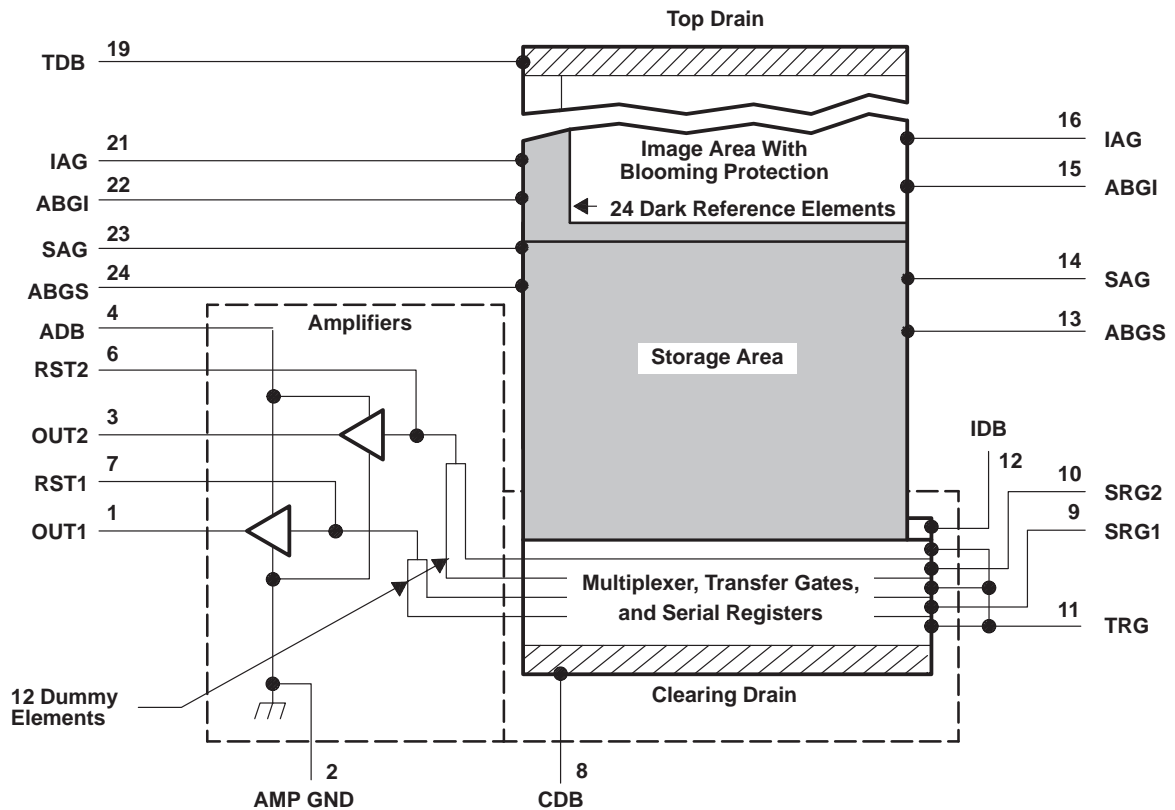 Top Drain
19
TDB
16
IAG
21
IAG
Image Area With
Blooming Protection
15
ABGI
22
ABGI
24 Dark Reference Elements
23
SAG
14
SAG
24
ABGS
4
ADB
Amplifiers
13
ABGS
6
RST2
Storage Area
3
OUT2
IDB
12
7
RST1
10
SRG2
1
OUT1
9
SRG1
Multiplexer, Transfer Gates,
and Serial Registers
11
TRG
12 Dummy
Elements
Clearing Drain
2
AMP GND
8
CDB